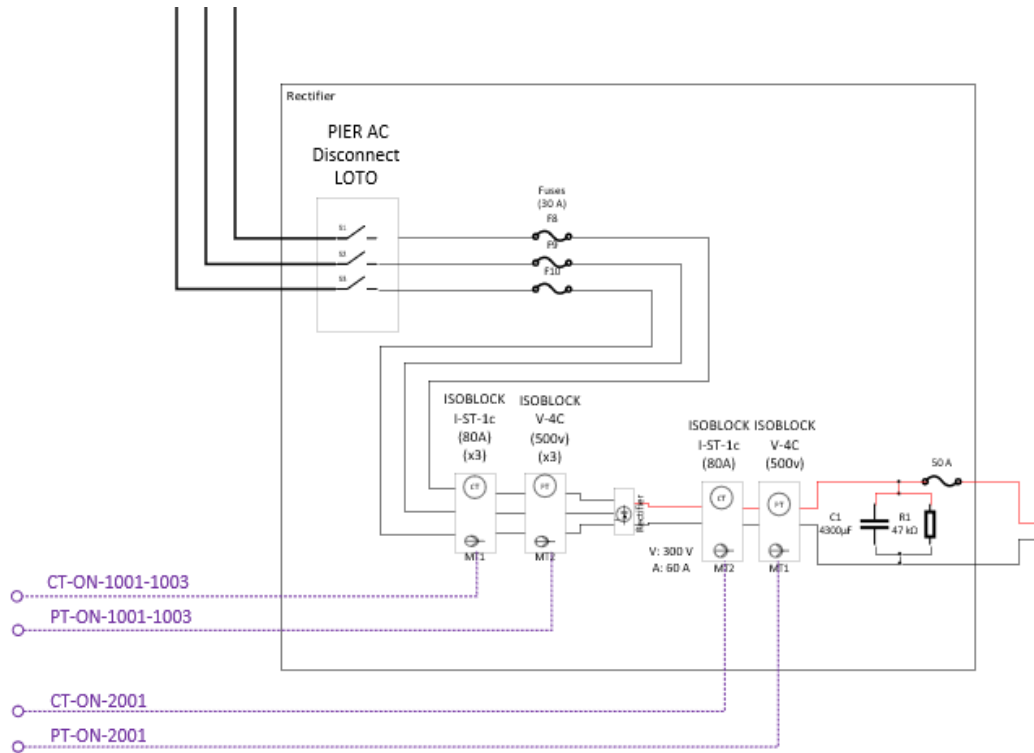 Rectifier
PIER AC
Disconnect
LOTO
S1
S2
S3
Fuses
(30 A)
F8
F9
F10
ISOBLOCK
I-ST-1c
(80A)
(x3)
ISOBLOCK
V-4C
(500v)
(x3)
CT
PT
MT1
MT2
Rectifier
V: 300 V
A: 60 A
ISOBLOCK
I-ST-1c
(80A)
ISOBLOCK
V-4C
(500v)
CT
PT
MT2
MT1
50 A
C1
4300μF
R1
47 kΩ
CT-ON-1001-1003
PT-ON-1001-1003
CT-ON-2001
PT-ON-2001